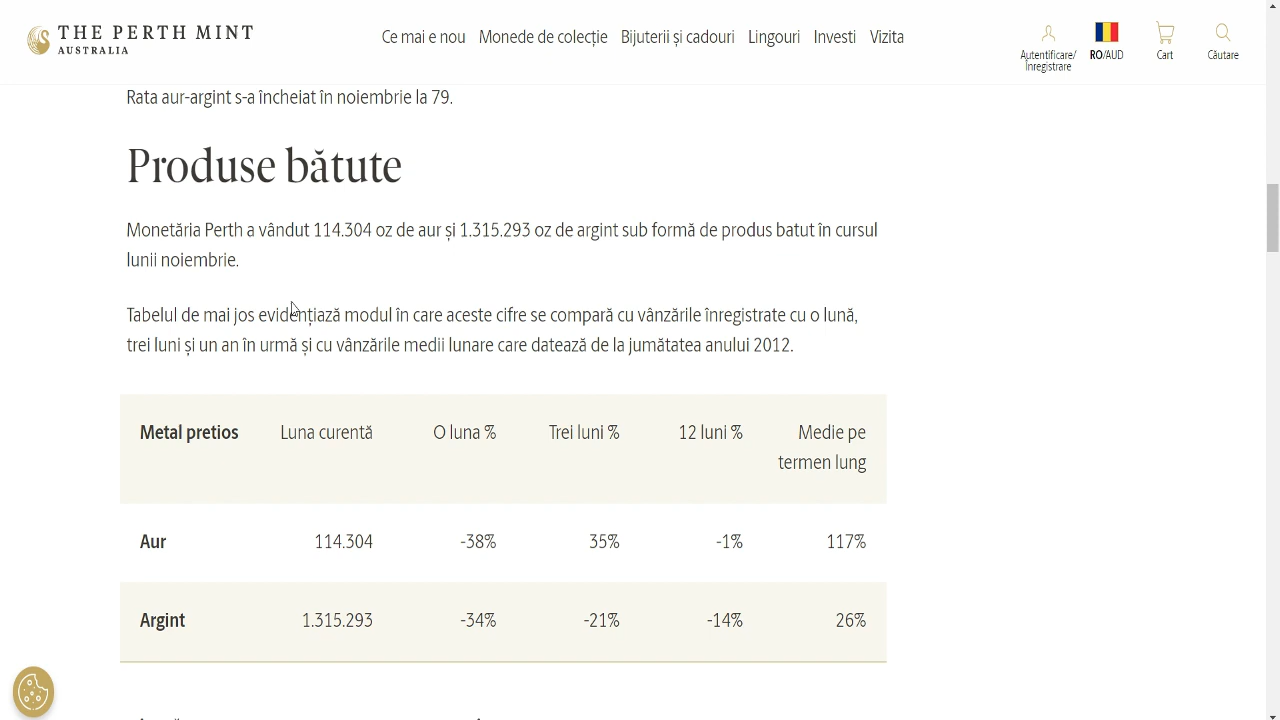 THE PERTH MINT
AUSTRALIA
Ce mai e nou Monede de colecție Bijuterii și cadouri Lingouri Investi Vizita
Autentificare/
Înregistrare
RO/AUD
Cart
Căutare
Rata aur-argint s-a încheiat în noiembrie la 79.
Produse bătute
Monetăria Perth a vândut 114.304 oz de aur și 1.315.293 oz de argint sub formă de produs batut în cursul
lunii noiembrie.
Tabelul de mai jos evidențiază modul în care aceste cifre se compară cu vânzările înregistrate cu o lună,
trei luni și un an în urmă și cu vânzările medii lunare care datează de la jumătatea anului 2012.
Metal pretios Luna curentă O luna % Trei luni % 12 luni % Medie pe
termen lung
Aur 114.304 -38% 35% -1% 117%
Argint 1.315.293 -34% -21% -14% 26%